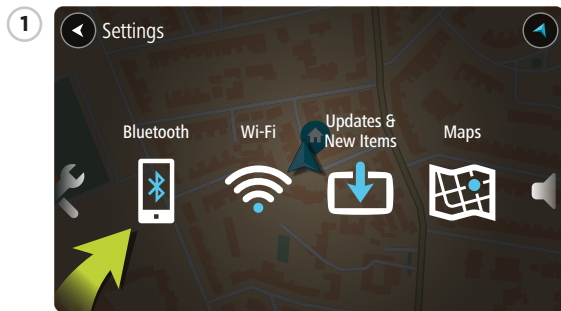 1
Settings
Bluetooth
Wi-Fi
Updates &
New Items
Maps